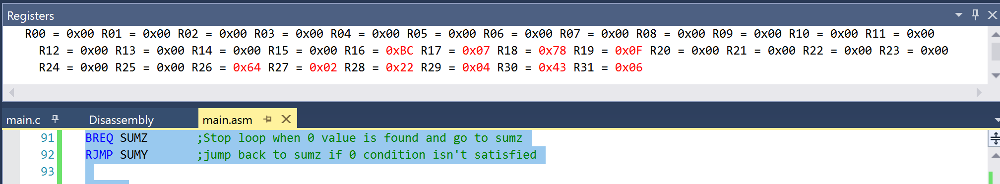 Registers
R00 = 0x00 R01 = 0x00 R02 = 0x00 R03 = 0x00 R04 = 0x00 R05 = 0x00 R06 = 0x00 R07 = 0x00 R08 = 0x00 R09 = 0x00 R10 = 0x00 R11 = 0x00
R12 = 0x00 R13 = 0x00 R14 = 0x00 R15 = 0x00 R16 = 0xBC R17 = 0x07 R18 = 0x78 R19 = 0x0F R20 = 0x00 R21 = 0x00 R22 = 0x00 R23 = 0x00
R24 = 0x00 R25 = 0x00 R26 = 0x64 R27 = 0x02 R28 = 0x22 R29 = 0x04 R30 = 0x43 R31 = 0x06
main.c Disassembly main.asm
91 BREQ SUMZ ;Stop loop when 0 value is found and go to sumz
92 RJMP SUMY ;jump back to sumz if 0 condition isn't satisfied
93